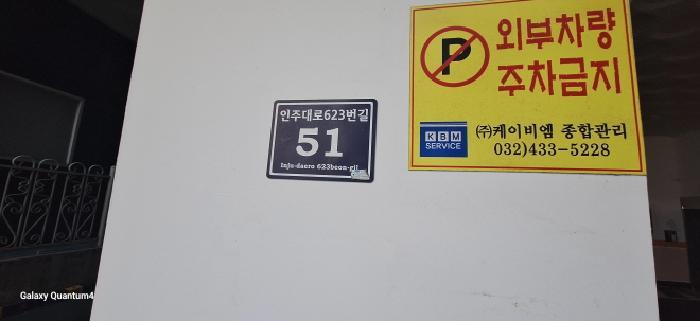 인주대로623번길
51
Inju-daero 623beon-gil
외부차량
주차금지
KBM
SERVICE
㈜케이비엠 종합관리
032)433-5228
Galaxy Quantum4